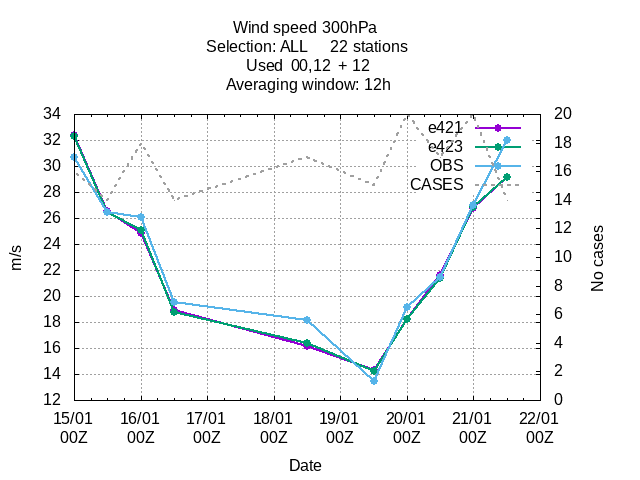 Wind speed 300hPa
Selection: ALL     22 stations
Used  00,12  + 12
Averaging window: 12h
34 20
32 18
30 16
28 14
26 12
24 10
22 8
20 6
18 4
16 2
14 0
12
e421
e423
OBS
CASES
m/s
No cases
15/01 16/01 17/01 18/01 19/01 20/01 21/01 22/01
00Z 00Z 00Z 00Z 00Z 00Z 00Z 00Z
Date